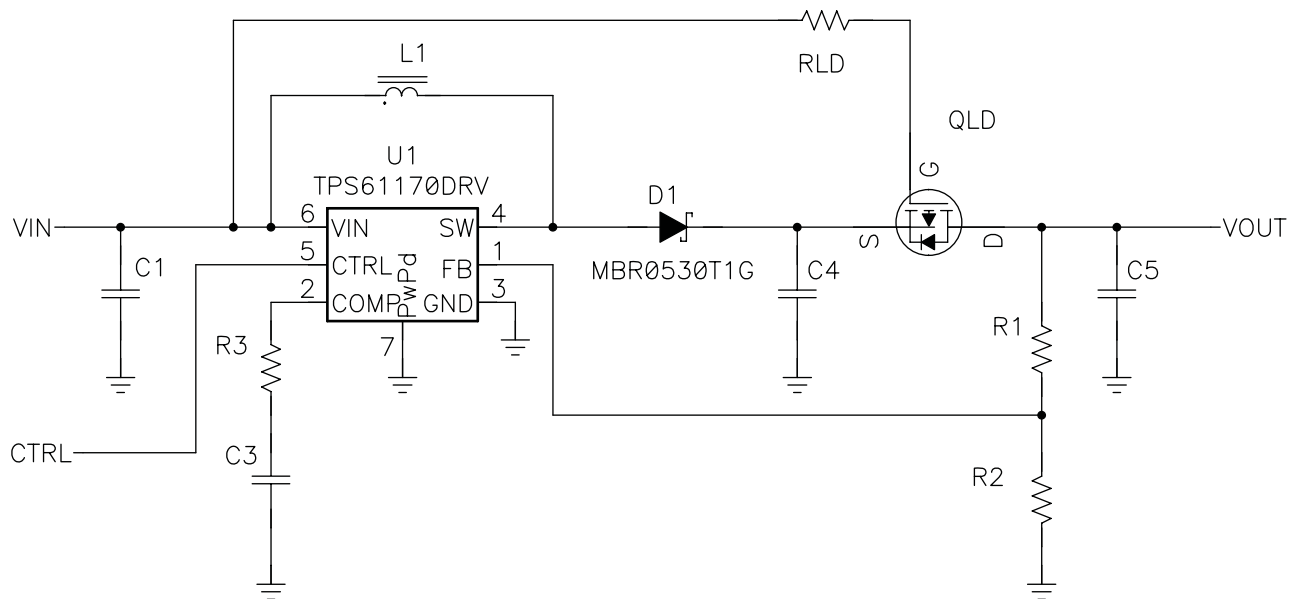 L1
RLD
QLD
G
U1
TPS61170DRV
D1
VIN
6
VIN
SW
4
S
D
VOUT
C1
5
CTRL
FB
1
MBR0530T1G
C4
C5
2
COMP
PwPd
GND
3
R3
7
R1
CTRL
C3
R2